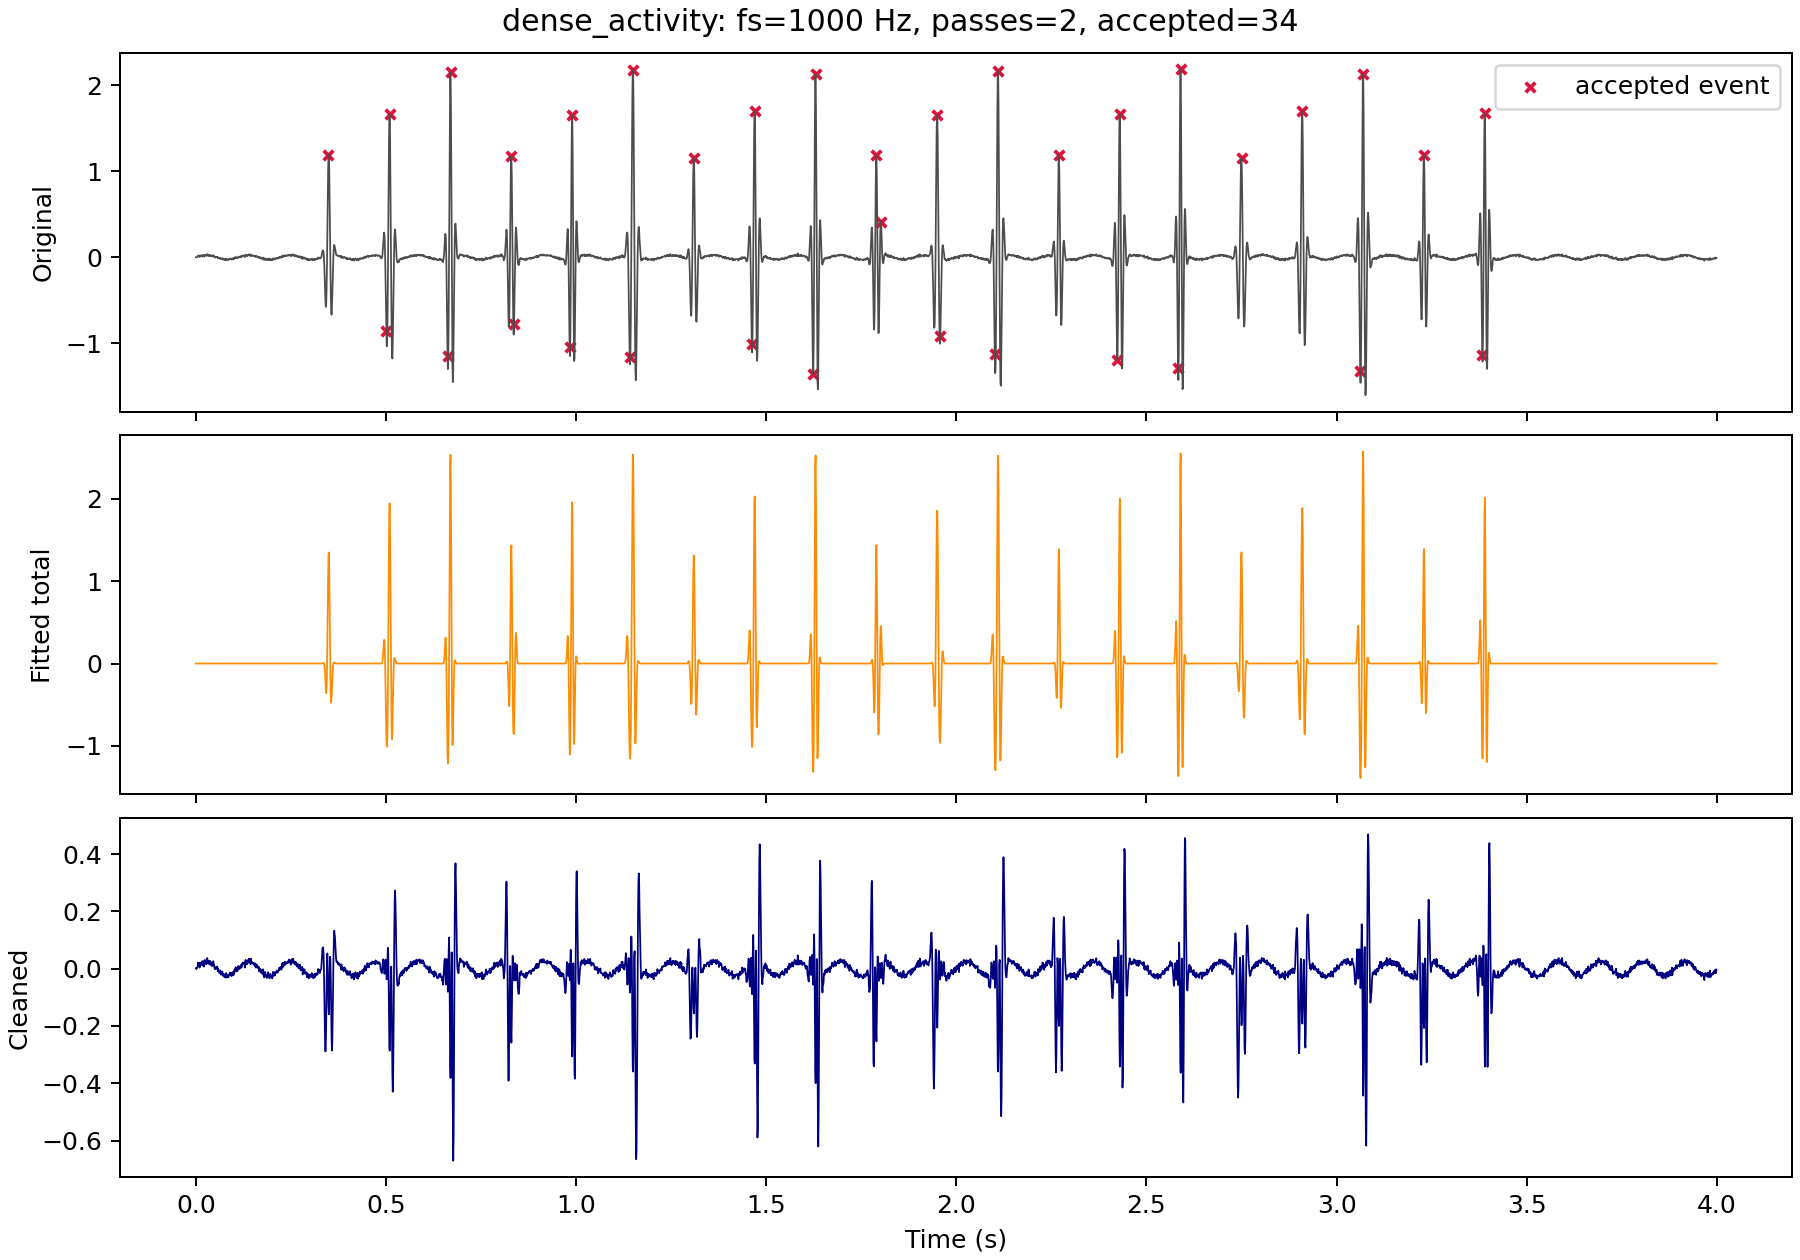 dense_activity: fs=1000 Hz, passes=2, accepted=34
accepted event
Original
2
1
0
−1
Fitted total
2
1
0
−1
Cleaned
0.4
0.2
0.0
−0.2
−0.4
−0.6
0.0 0.5 1.0 1.5 2.0 2.5 3.0 3.5 4.0
Time (s)